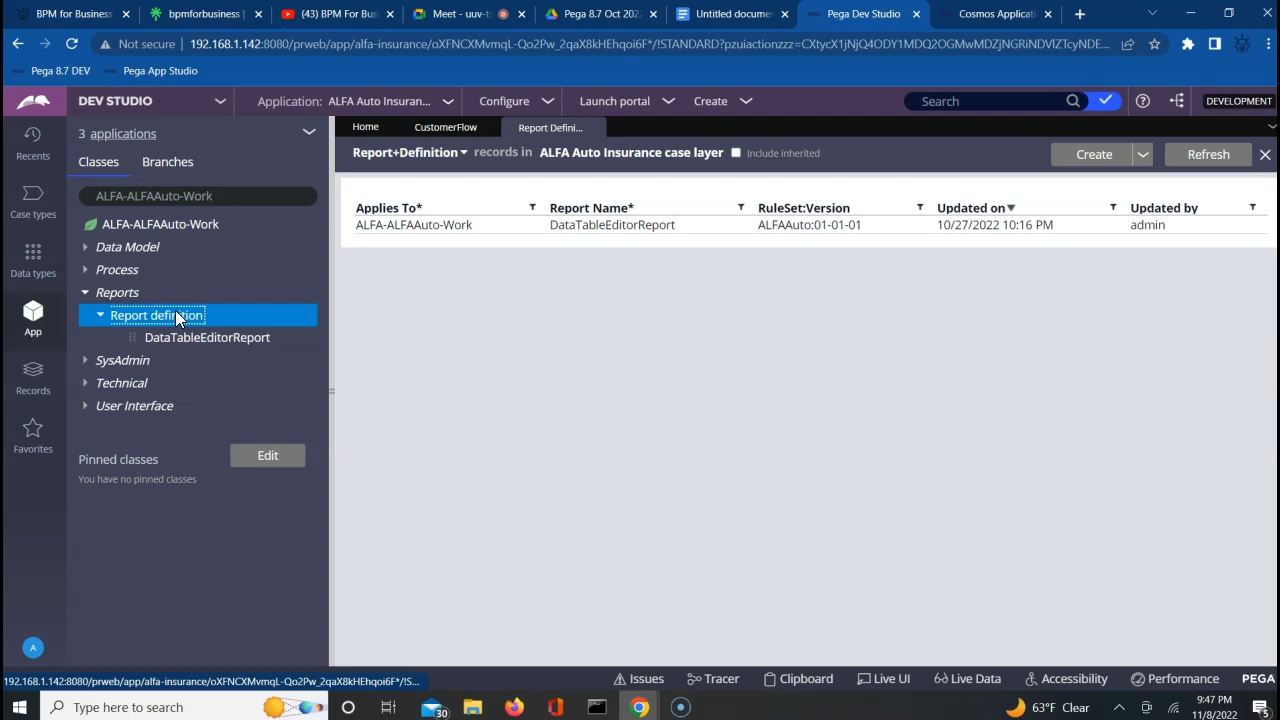 BPM for Business
bpmforbusiness |
(43) BPM For Bus
Meet - uuv-t
Pega 8.7 Oct 202
Untitled docume
Pega Dev Studio
Cosmos Applicati
Not secure | 192.168.1.142:8080/prweb/app/alfa-insurance/oXFNCXMvmqL-Qo2Pw_2qaX8kHEhqoi6F*/!STANDARD?pzuiactionzzz=CXtycX1jNjQ4ODY1MDQ2OGMwMDZjNGRiNDVlZTcyNDE...
Pega 8.7 DEV
Pega App Studio
DEV STUDIO
Application: ALFA Auto Insuran...
Configure
Launch portal
Create
Search
DEVELOPMENT
Recents
Case types
Data types
App
Records
Favorites
A
3 applications
Classes
Branches
ALFA-ALFAAuto-Work
ALFA-ALFAAuto-Work
Data Model
Process
Reports
Report definition
DataTableEditorReport
SysAdmin
Technical
User Interface
Pinned classes
Edit
You have no pinned classes
Home
CustomerFlow
Report Defini...
Report+Definition records in ALFA Auto Insurance case layer
Include inherited
Create
Refresh
Applies To* Report Name* RuleSet:Version Updated on Updated by
ALFA-ALFAAuto-Work DataTableEditorReport ALFAAuto:01-01-01 10/27/2022 10:16 PM admin
192.168.1.142:8080/prweb/app/alfa-insurance/oXFNCXMvmqL-Qo2Pw_2qaX8kHEhqoi6F*/!S...
Issues
Tracer
Clipboard
Live UI
Live Data
Accessibility
Performance
PEGA
Type here to search
30
63°F Clear
9:47 PM
11/8/2022
5